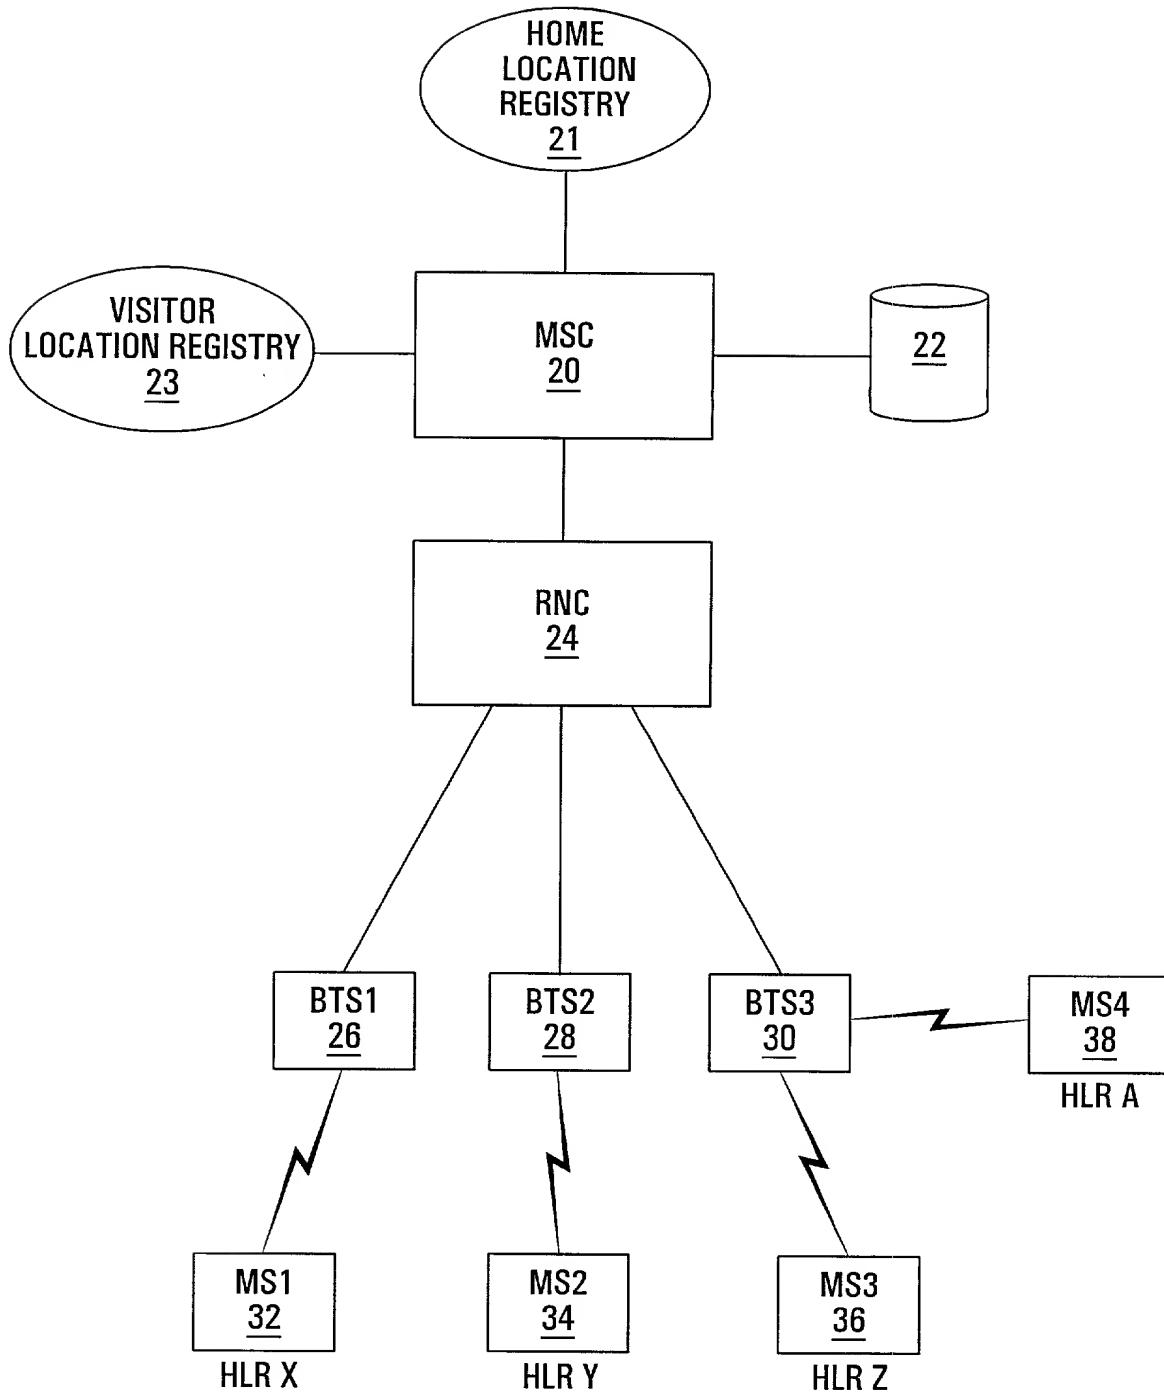 HOME
LOCATION
REGISTRY
21
VISITOR
LOCATION REGISTRY
23
MSC
20
22
RNC
24
BTS1
26
BTS2
28
BTS3
30
MS4
38
HLR A
MS1
32
HLR X
MS2
34
HLR Y
MS3
36
HLR Z